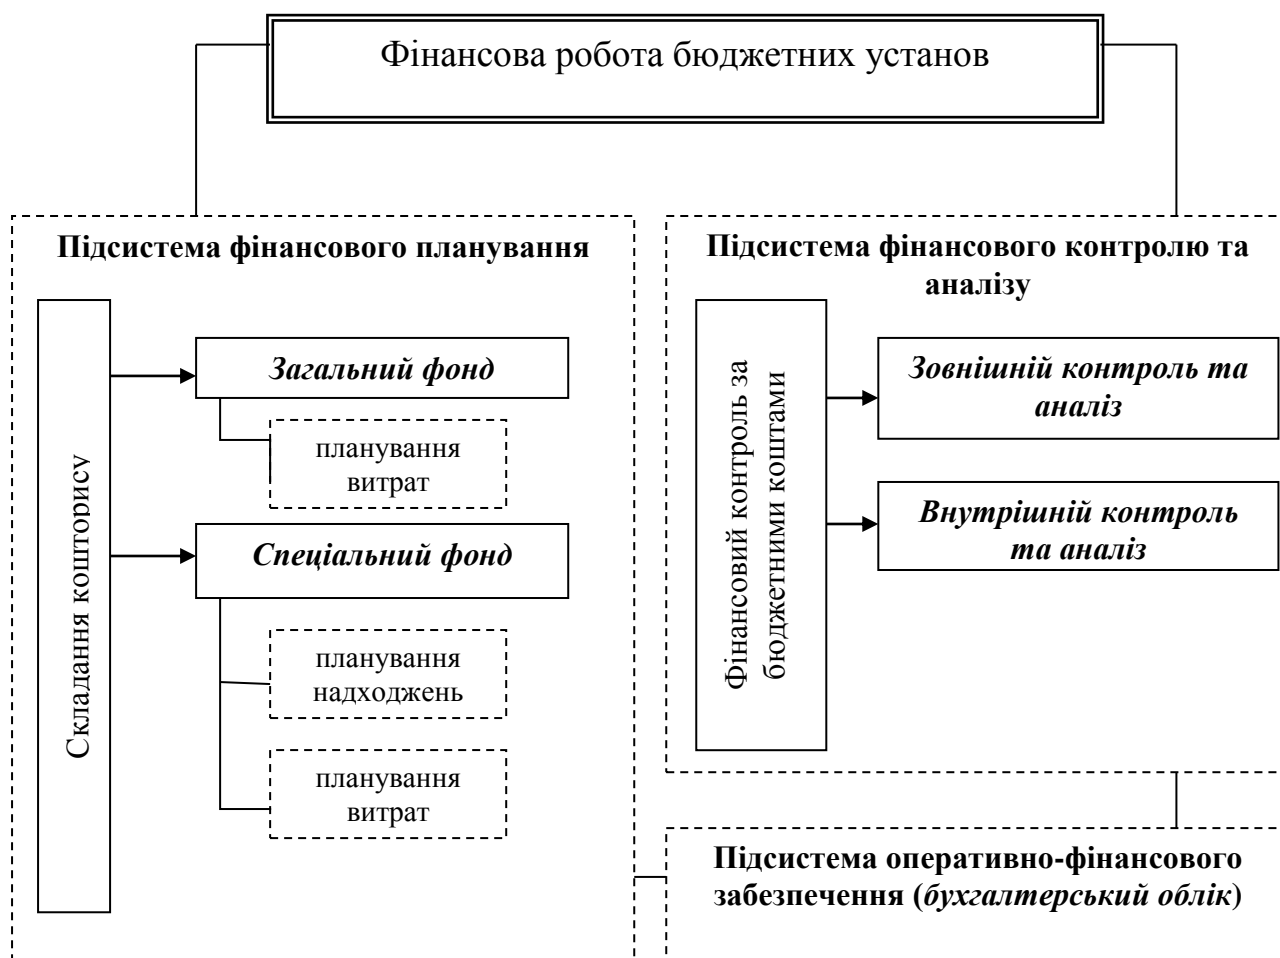 Фінансова робота бюджетних установ
Підсистема фінансового планування
Складання кошторису
Загальний фонд
планування
витрат
Спеціальний фонд
планування
надходжень
планування
витрат
Підсистема фінансового контролю та
аналізу
Фінансовий контроль за
бюджетними коштами
Зовнішній контроль та
аналіз
Внутрішній контроль
та аналіз
Підсистема оперативно-фінансового
забезпечення (бухгалтерський облік)